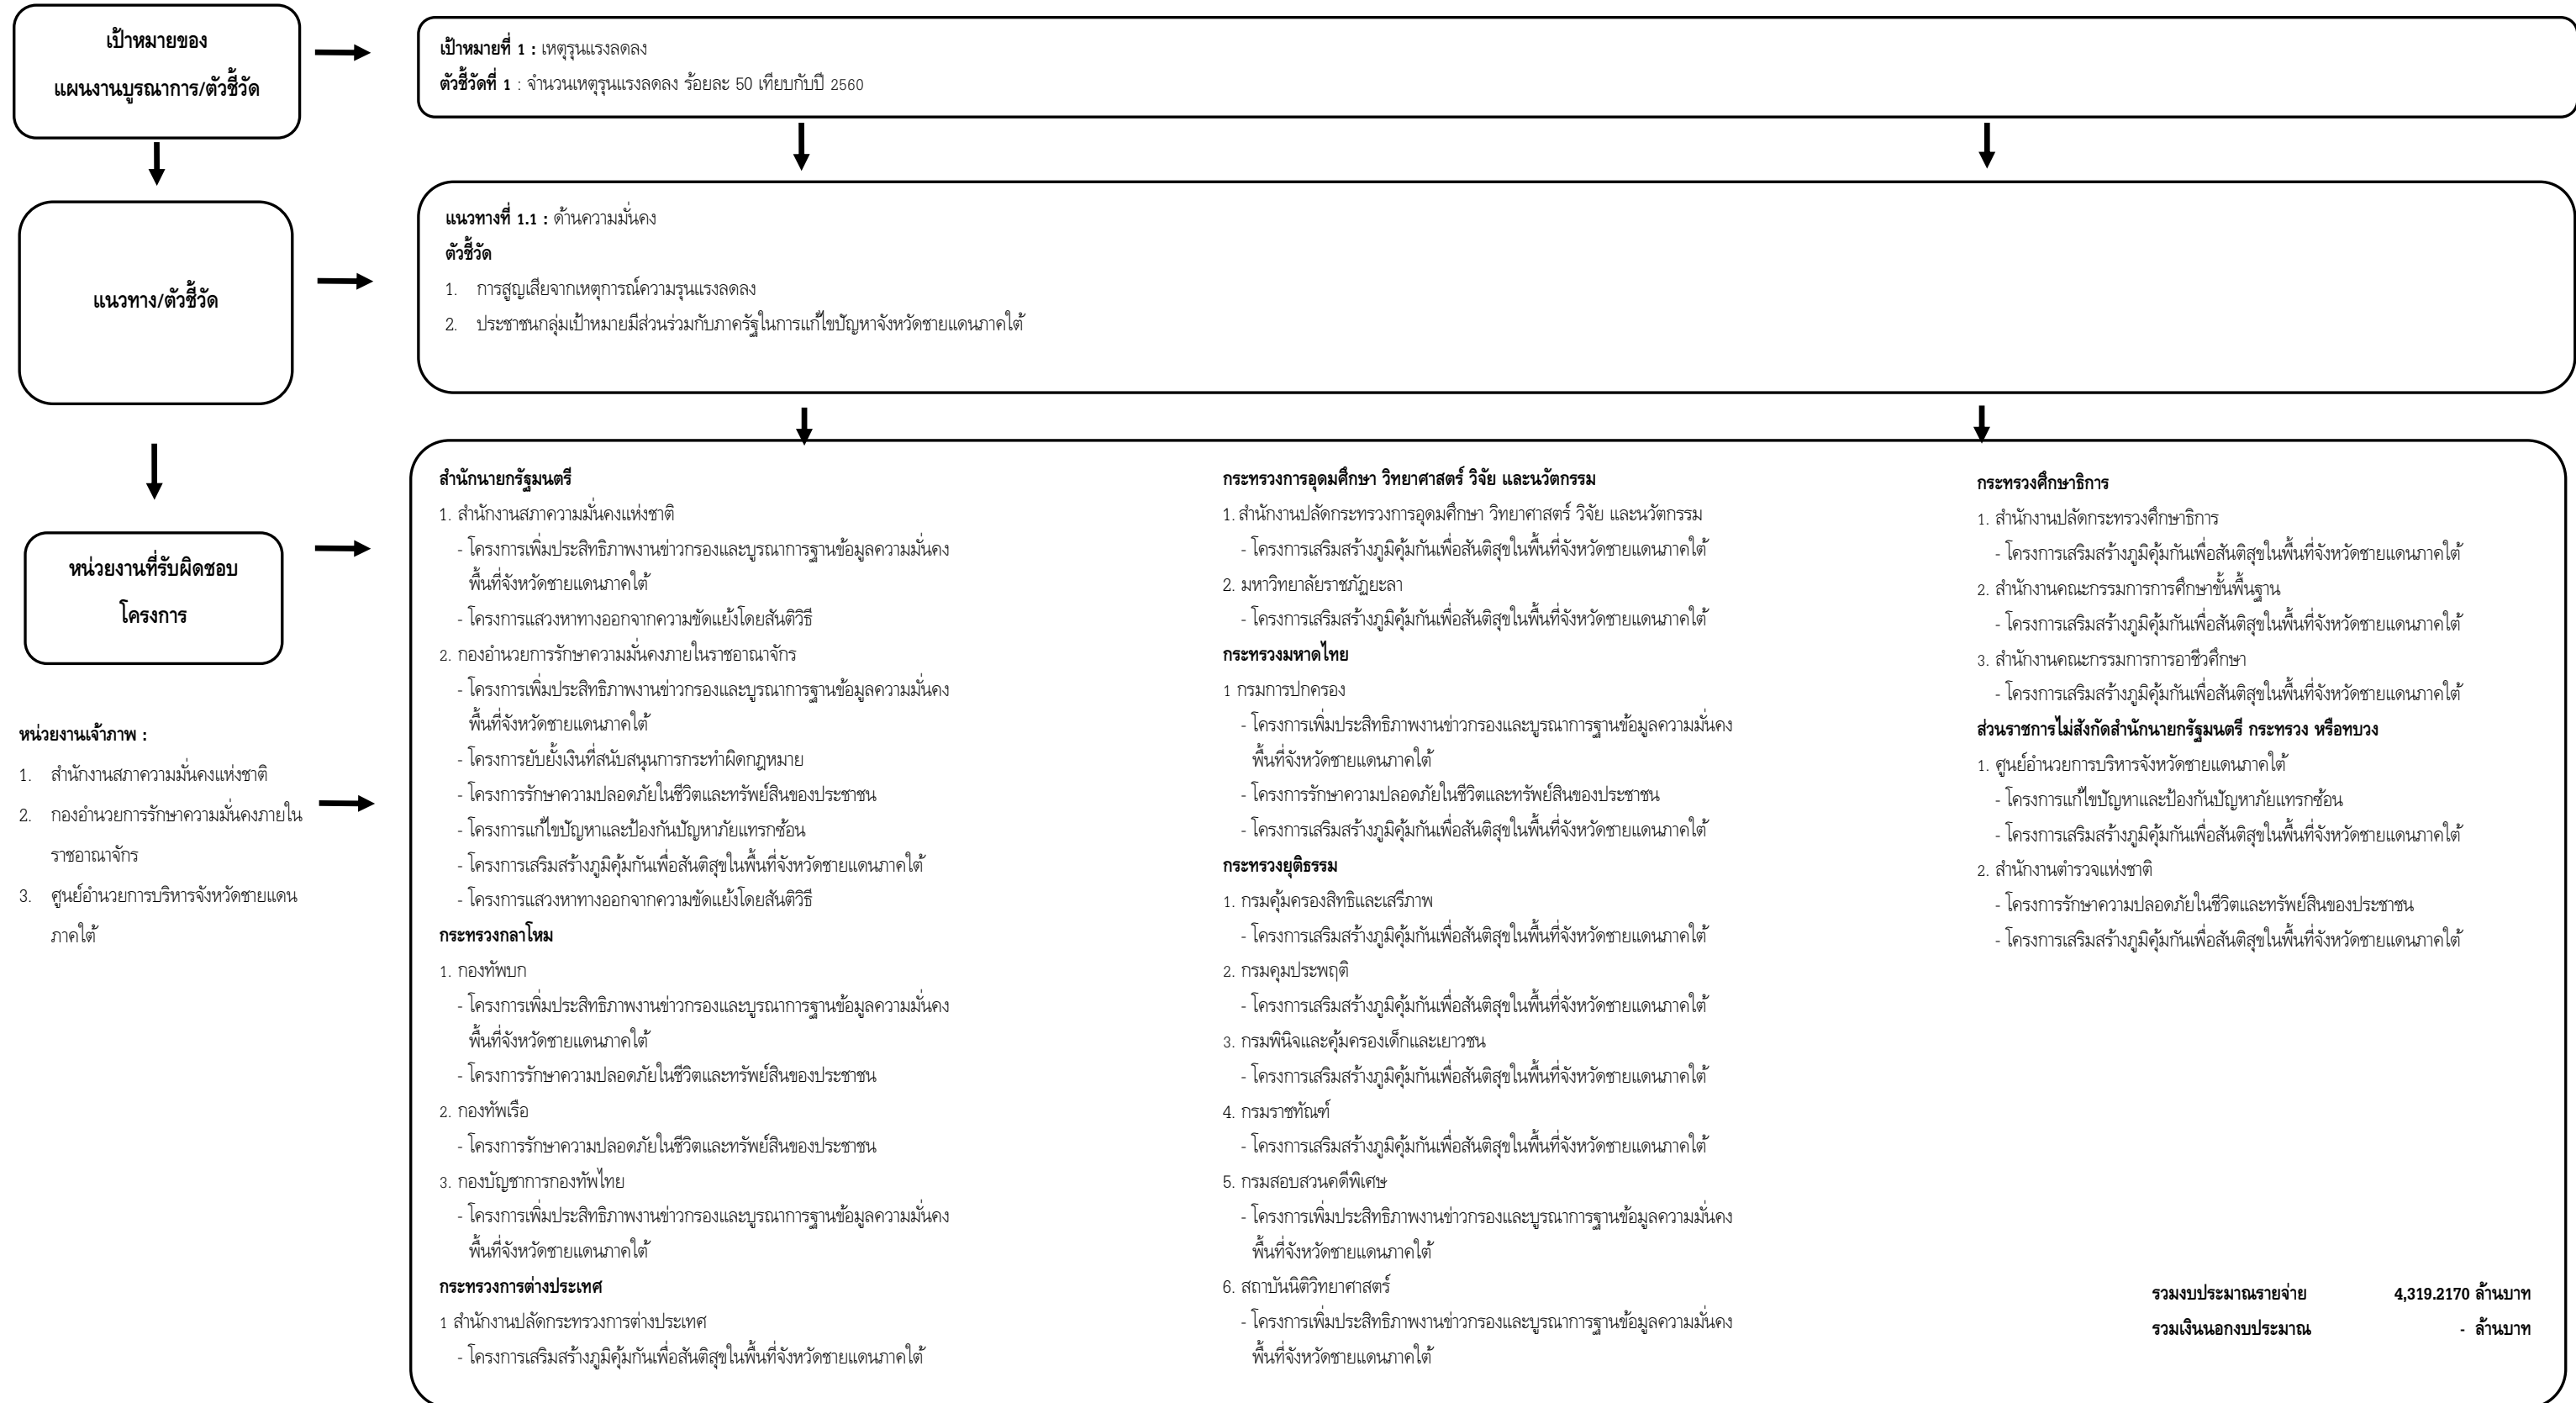 เป้าหมายของ
แผนงานบูรณาการ/ตัวชี้วัด
เป้าหมายที่ 1 : เหตุรุนแรงลดลง
ตัวชี้วัดที่ 1 : จำนวนเหตุรุนแรงลดลง ร้อยละ 50 เทียบกับปี 2560
แนวทาง/ตัวชี้วัด
แนวทางที่ 1.1 : ด้านความมั่นคง
ตัวชี้วัด
1. การสูญเสียจากเหตุการณ์ความรุนแรงลดลง
2. ประชาชนกลุ่มเป้าหมายมีส่วนร่วมกับภาครัฐในการแก้ไขปัญหาจังหวัดชายแดนภาคใต้
หน่วยงานที่รับผิดชอบ
โครงการ
หน่วยงานเจ้าภาพ :
1. สำนักงานสภาความมั่นคงแห่งชาติ
2. กองอำนวยการรักษาความมั่นคงภายใน
ราชอาณาจักร
3. ศูนย์อำนวยการบริหารจังหวัดชายแดน
ภาคใต้
สำนักนายกรัฐมนตรี
1. สำนักงานสภาความมั่นคงแห่งชาติ
- โครงการเพิ่มประสิทธิภาพงานข่าวกรองและบูรณาการฐานข้อมูลความมั่นคง
พื้นที่จังหวัดชายแดนภาคใต้
- โครงการแสวงหาทางออกจากความขัดแย้งโดยสันติวิธี
2. กองอำนวยการรักษาความมั่นคงภายในราชอาณาจักร
- โครงการเพิ่มประสิทธิภาพงานข่าวกรองและบูรณาการฐานข้อมูลความมั่นคง
พื้นที่จังหวัดชายแดนภาคใต้
- โครงการยับยั้งเงินที่สนับสนุนการกระทำผิดกฎหมาย
- โครงการรักษาความปลอดภัยในชีวิตและทรัพย์สินของประชาชน
- โครงการแก้ไขปัญหาและป้องกันปัญหาภัยแทรกซ้อน
- โครงการเสริมสร้างภูมิคุ้มกันเพื่อสันติสุขในพื้นที่จังหวัดชายแดนภาคใต้
- โครงการแสวงหาทางออกจากความขัดแย้งโดยสันติวิธี
กระทรวงกลาโหม
1. กองทัพบก
- โครงการเพิ่มประสิทธิภาพงานข่าวกรองและบูรณาการฐานข้อมูลความมั่นคง
พื้นที่จังหวัดชายแดนภาคใต้
- โครงการรักษาความปลอดภัยในชีวิตและทรัพย์สินของประชาชน
2. กองทัพเรือ
- โครงการรักษาความปลอดภัยในชีวิตและทรัพย์สินของประชาชน
3. กองบัญชาการกองทัพไทย
- โครงการเพิ่มประสิทธิภาพงานข่าวกรองและบูรณาการฐานข้อมูลความมั่นคง
พื้นที่จังหวัดชายแดนภาคใต้
กระทรวงการต่างประเทศ
1 สำนักงานปลัดกระทรวงการต่างประเทศ
- โครงการเสริมสร้างภูมิคุ้มกันเพื่อสันติสุขในพื้นที่จังหวัดชายแดนภาคใต้
กระทรวงการอุดมศึกษา วิทยาศาสตร์ วิจัย และนวัตกรรม
1. สำนักงานปลัดกระทรวงการอุดมศึกษา วิทยาศาสตร์ วิจัย และนวัตกรรม
- โครงการเสริมสร้างภูมิคุ้มกันเพื่อสันติสุขในพื้นที่จังหวัดชายแดนภาคใต้
2. มหาวิทยาลัยราชภัฏยะลา
- โครงการเสริมสร้างภูมิคุ้มกันเพื่อสันติสุขในพื้นที่จังหวัดชายแดนภาคใต้
กระทรวงมหาดไทย
1 กรมการปกครอง
- โครงการเพิ่มประสิทธิภาพงานข่าวกรองและบูรณาการฐานข้อมูลความมั่นคง
พื้นที่จังหวัดชายแดนภาคใต้
- โครงการรักษาความปลอดภัยในชีวิตและทรัพย์สินของประชาชน
- โครงการเสริมสร้างภูมิคุ้มกันเพื่อสันติสุขในพื้นที่จังหวัดชายแดนภาคใต้
กระทรวงยุติธรรม
1. กรมคุ้มครองสิทธิและเสรีภาพ
- โครงการเสริมสร้างภูมิคุ้มกันเพื่อสันติสุขในพื้นที่จังหวัดชายแดนภาคใต้
2. กรมคุมประพฤติ
- โครงการเสริมสร้างภูมิคุ้มกันเพื่อสันติสุขในพื้นที่จังหวัดชายแดนภาคใต้
3. กรมพินิจและคุ้มครองเด็กและเยาวชน
- โครงการเสริมสร้างภูมิคุ้มกันเพื่อสันติสุขในพื้นที่จังหวัดชายแดนภาคใต้
4. กรมราชทัณฑ์
- โครงการเสริมสร้างภูมิคุ้มกันเพื่อสันติสุขในพื้นที่จังหวัดชายแดนภาคใต้
5. กรมสอบสวนคดีพิเศษ
- โครงการเพิ่มประสิทธิภาพงานข่าวกรองและบูรณาการฐานข้อมูลความมั่นคง
พื้นที่จังหวัดชายแดนภาคใต้
6. สถาบันนิติวิทยาศาสตร์
- โครงการเพิ่มประสิทธิภาพงานข่าวกรองและบูรณาการฐานข้อมูลความมั่นคง
พื้นที่จังหวัดชายแดนภาคใต้
กระทรวงศึกษาธิการ
1. สำนักงานปลัดกระทรวงศึกษาธิการ
- โครงการเสริมสร้างภูมิคุ้มกันเพื่อสันติสุขในพื้นที่จังหวัดชายแดนภาคใต้
2. สำนักงานคณะกรรมการการศึกษาขั้นพื้นฐาน
- โครงการเสริมสร้างภูมิคุ้มกันเพื่อสันติสุขในพื้นที่จังหวัดชายแดนภาคใต้
3. สำนักงานคณะกรรมการการอาชีวศึกษา
- โครงการเสริมสร้างภูมิคุ้มกันเพื่อสันติสุขในพื้นที่จังหวัดชายแดนภาคใต้
ส่วนราชการไม่สังกัดสำนักนายกรัฐมนตรี กระทรวง หรือทบวง
1. ศูนย์อำนวยการบริหารจังหวัดชายแดนภาคใต้
- โครงการแก้ไขปัญหาและป้องกันปัญหาภัยแทรกซ้อน
- โครงการเสริมสร้างภูมิคุ้มกันเพื่อสันติสุขในพื้นที่จังหวัดชายแดนภาคใต้
2. สำนักงานตำรวจแห่งชาติ
- โครงการรักษาความปลอดภัยในชีวิตและทรัพย์สินของประชาชน
- โครงการเสริมสร้างภูมิคุ้มกันเพื่อสันติสุขในพื้นที่จังหวัดชายแดนภาคใต้
รวมงบประมาณรายจ่าย 4,319.2170 ล้านบาท
รวมเงินนอกงบประมาณ - ล้านบาท